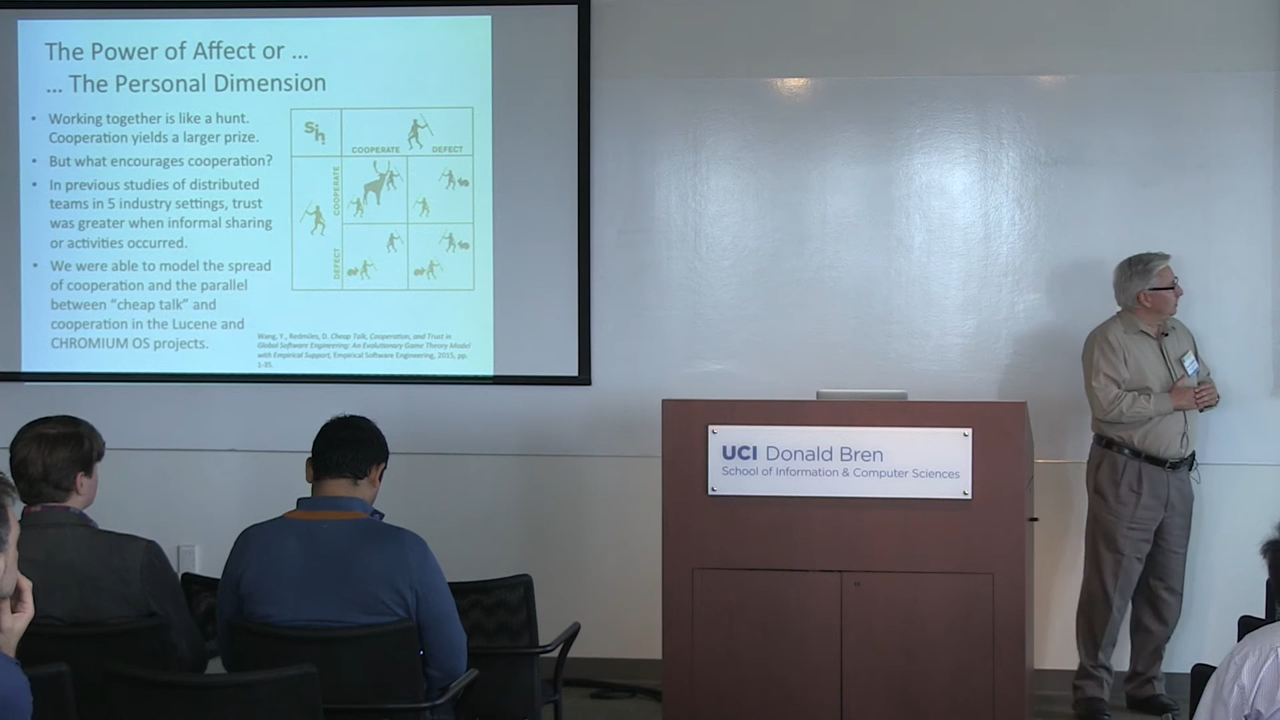 The Power of Affect or ...
... The Personal Dimension
• Working together is like a hunt.
Cooperation yields a larger prize.
• But what encourages cooperation?
• In previous studies of distributed
teams in 5 industry settings, trust
was greater when informal sharing
or activities occurred.
• We were able to model the spread
of cooperation and the parallel
between “cheap talk” and
cooperation in the Lucene and
CHROMIUM OS projects.
Sh
COOPERATE DEFECT
COOPERATE
DEFECT
Wang, Y., Redmiles, D. Cheap Talk, Cooperation, and Trust in
Global Software Engineering: An Evolutionary Game Theory Model
with Empirical Support, Empirical Software Engineering, 2015, pp.
1-35.
UCI Donald Bren
School of Information & Computer Sciences